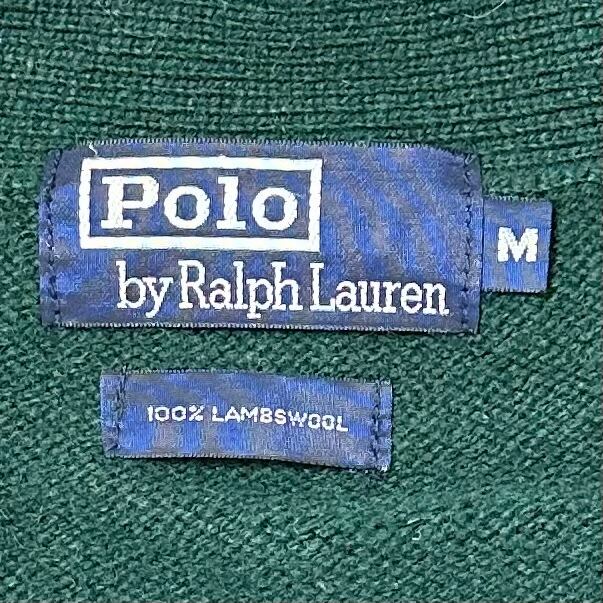 Polo
by Ralph Lauren
M
100% LAMBSWOOL